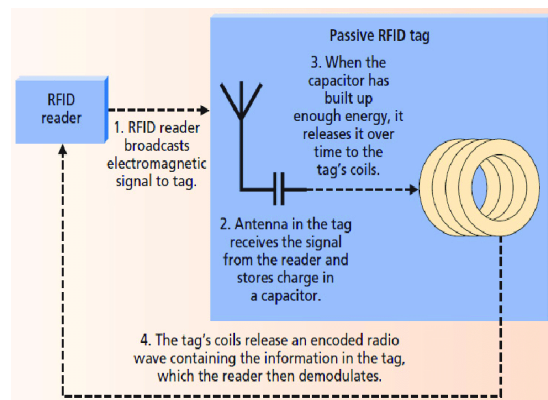 Passive RFID tag
RFID
reader
1. RFID reader
broadcasts
electromagnetic
signal to tag.
2. Antenna in the tag
receives the signal
from the reader and
stores charge in
a capacitor.
3. When the
capacitor has
built up
enough energy, it
releases it over
time to the
tag's coils.
4. The tag's coils release an encoded radio
wave containing the information in the tag,
which the reader then demodulates.